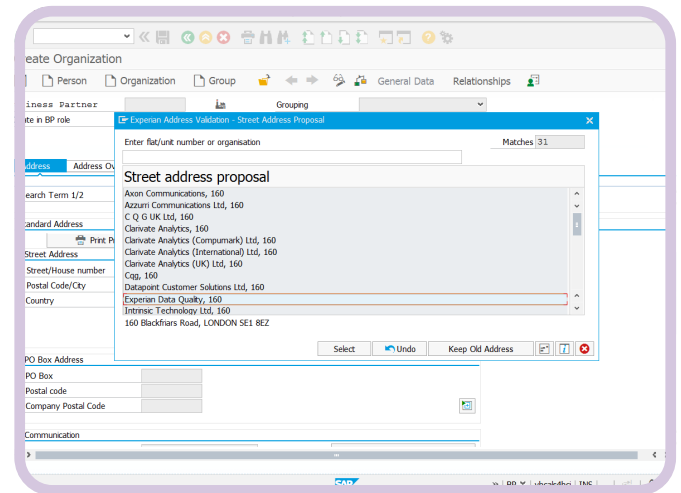 reate Organization
Person Organization Group General Data Relationships
iness Partner Grouping
te in BP role
Experian Address Validation - Street Address Proposal
Enter flat/unit number or organisation Matches 31
Street address proposal
ddress Address Ov
Axon Communications, 160
earch Term 1/2
Azzurri Communications Ltd, 160
C Q G UK Ltd, 160
tandard Address
Clarivate Analytics, 160
Print Pr
Clarivate Analytics (Compumark) Ltd, 160
Street Address
Clarivate Analytics (International) Ltd, 160
Clarivate Analytics (UK) Ltd, 160
Street/House number
Cqg, 160
Postal Code/City
Datapoint Customer Solutions Ltd, 160
Country
Experian Data Quality, 160
Intrinsic Technology Ltd, 160
160 Blackfriars Road, LONDON SE1 8EZ
Select Undo Keep Old Address
PO Box Address
PO Box
Postal code
Company Postal Code
Communication
SAP
BP INS